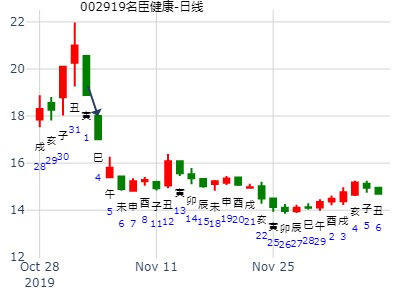 002919名臣健康-日线
22
20
18
16
14
12
戌 亥 子 丑 寅 巳 午 未 申 酉 子 丑 寅 卯 辰 未 申 酉 戌 亥 寅 卯 辰 巳 午 酉 戌 亥 子 丑
28 29 30 31 1 4 5 6 7 8 11 12 13 14 15 18 19 20 21 22 25 26 27 28 29 2 3 4 5 6
Oct 28 Nov 11 Nov 25
2019